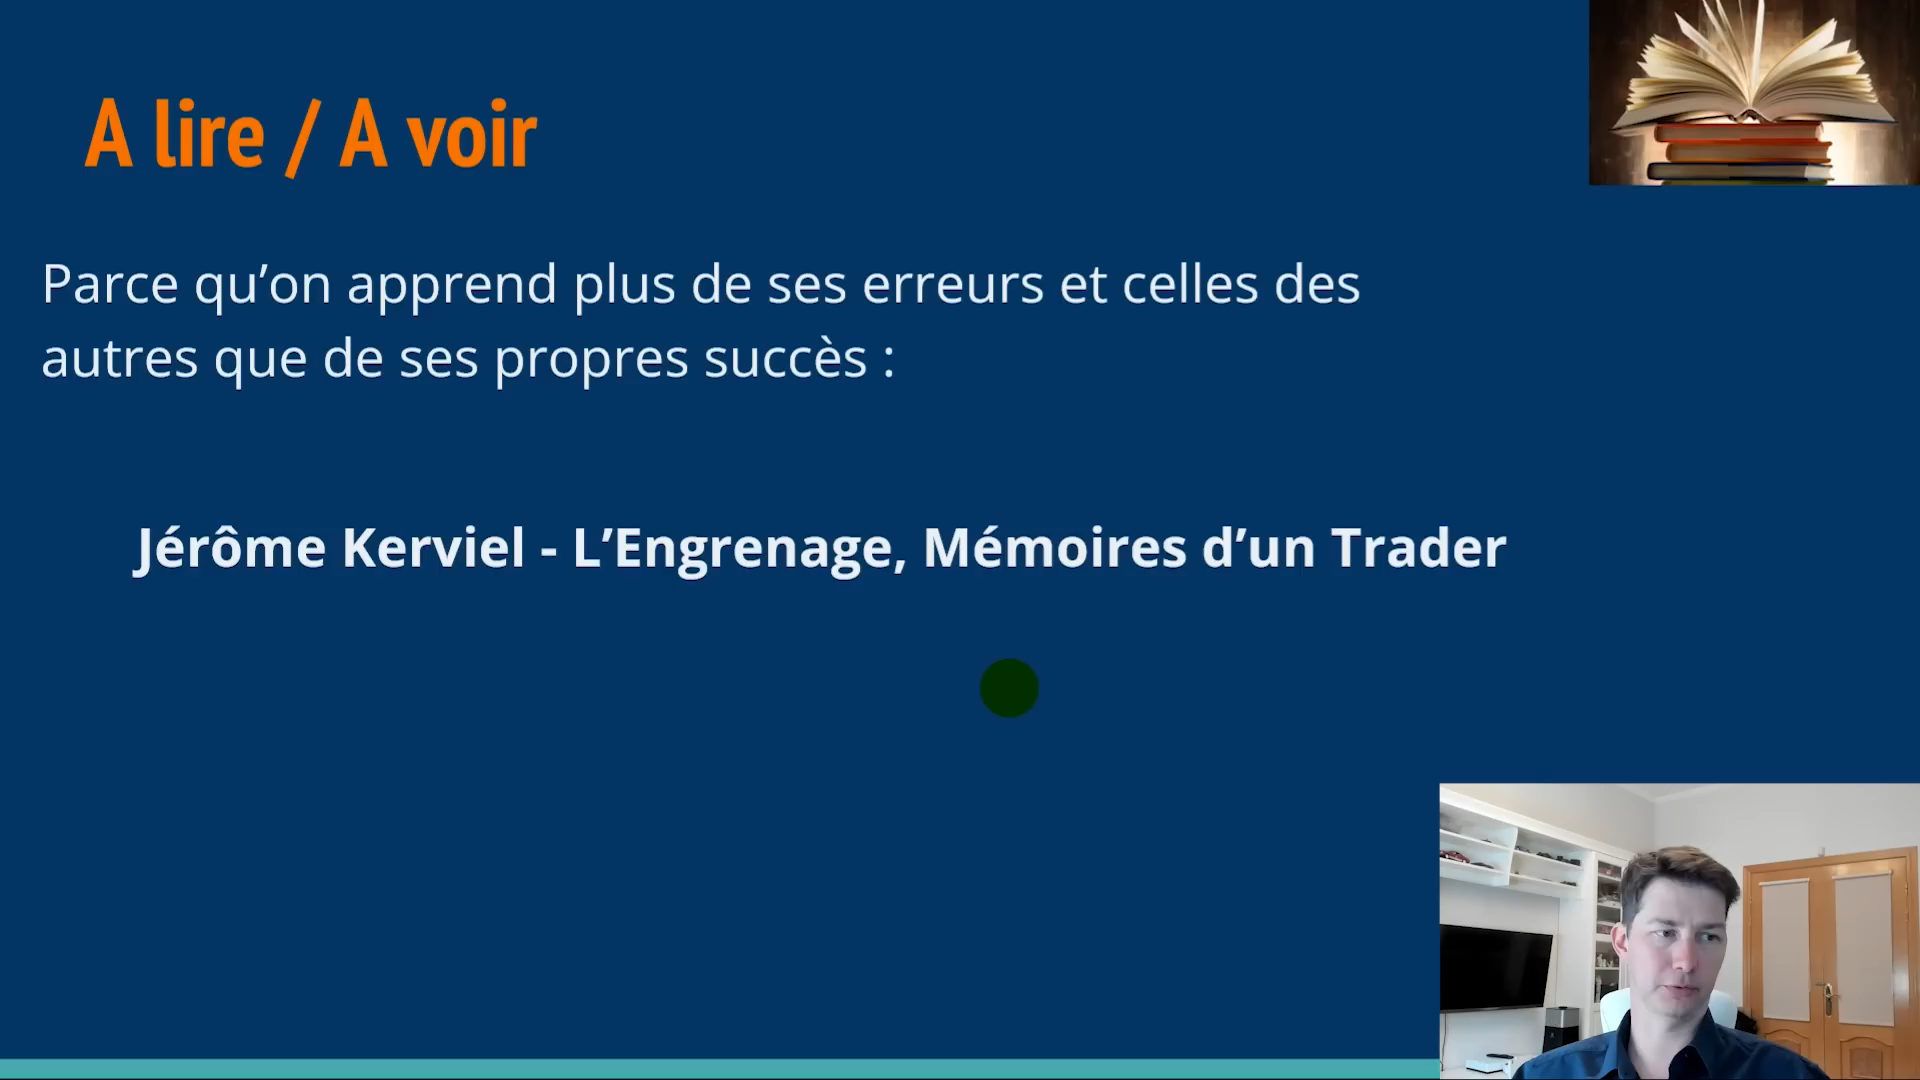 A lire / A voir
Parce qu’on apprend plus de ses erreurs et celles des
autres que de ses propres succès :
Jérôme Kerviel - L’Engrenage, Mémoires d’un Trader